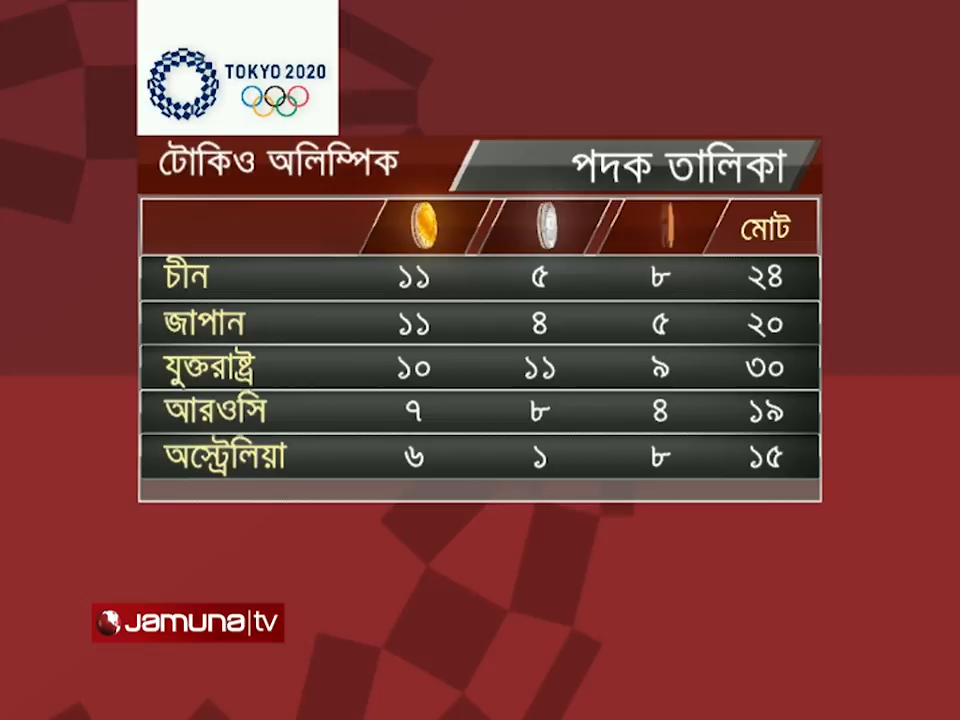 TOKYO 2020
টোকিও অলিম্পিক পদক তালিকা
মোট
চীন ১১ ৫ ৮ ২৪
জাপান ১১ ৪ ৫ ২০
যুক্তরাষ্ট্র ১০ ১১ ৯ ৩০
আরওসি ৭ ৮ ৪ ১৯
অস্ট্রেলিয়া ৬ ১ ৮ ১৫
Jamuna|tv